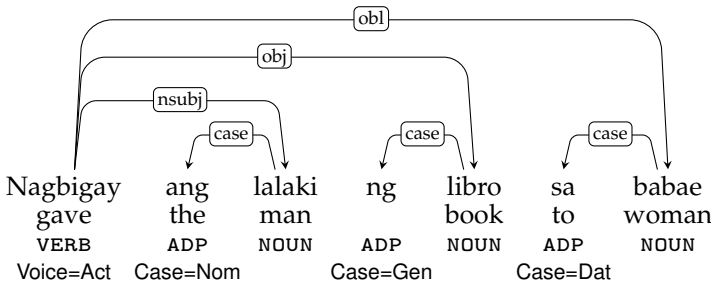 obl
obj
nsubj
case case case
Nagbigay ang lalaki ng libro sa babae
gave the man book to woman
VERB ADP NOUN ADP NOUN ADP NOUN
Voice=Act Case=Nom Case=Gen Case=Dat